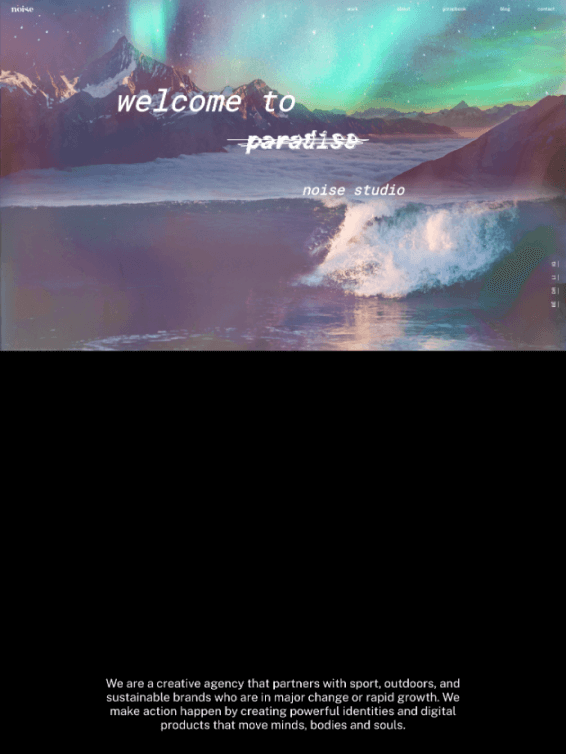 noise
work about playbook blog contact
welcome to
paradise
noise studio
We are a creative agency that partners with sport, outdoors, and
sustainable brands who are in major change or rapid growth. We
make action happen by creating powerful identities and digital
products that move minds, bodies and souls.